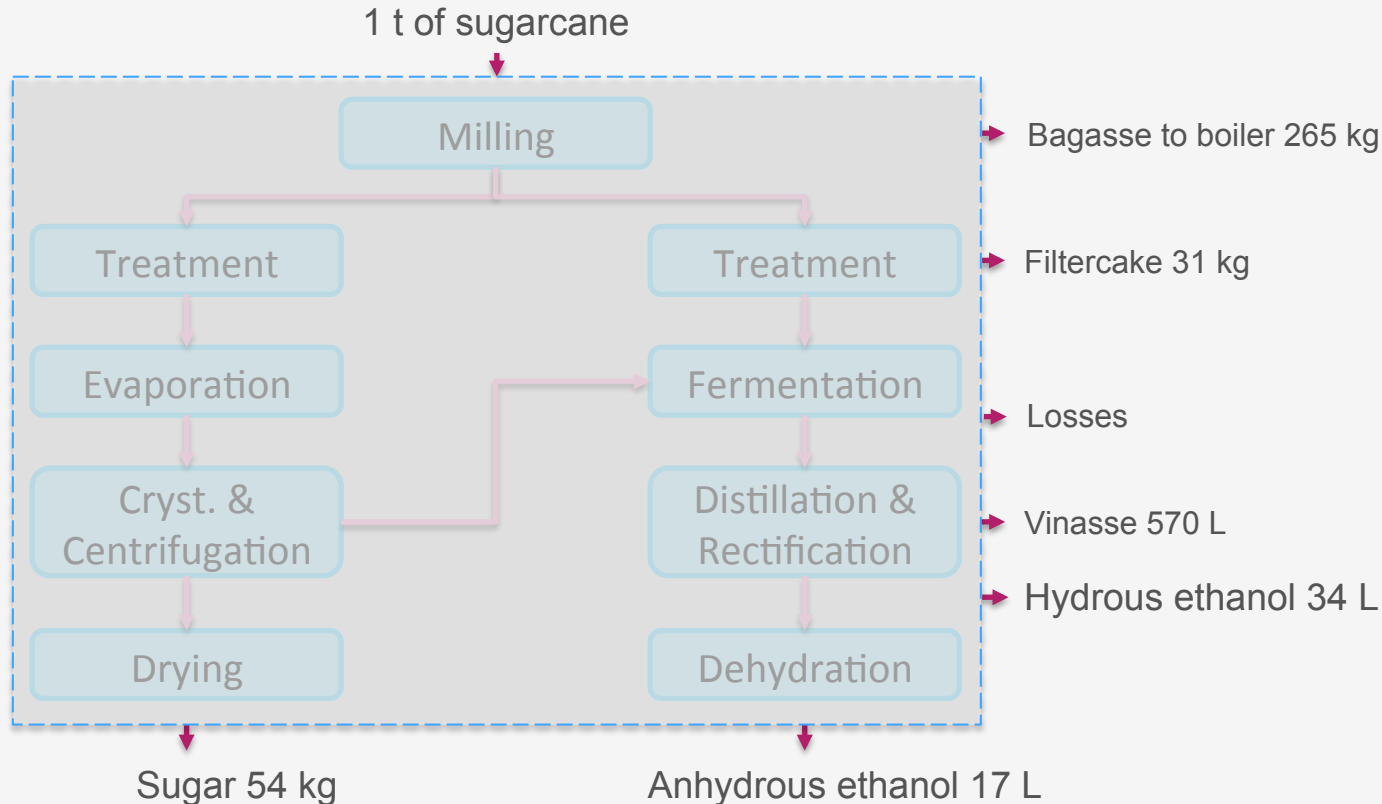 1 t of sugarcane
Milling
Bagasse to boiler 265 kg
Treatment
Treatment
Filtercake 31 kg
Evaporation
Fermentation
Losses
Cryst. &
Centrifugation
Distillation &
Rectification
Vinasse 570 L
Hydrous ethanol 34 L
Drying
Dehydration
Sugar 54 kg
Anhydrous ethanol 17 L